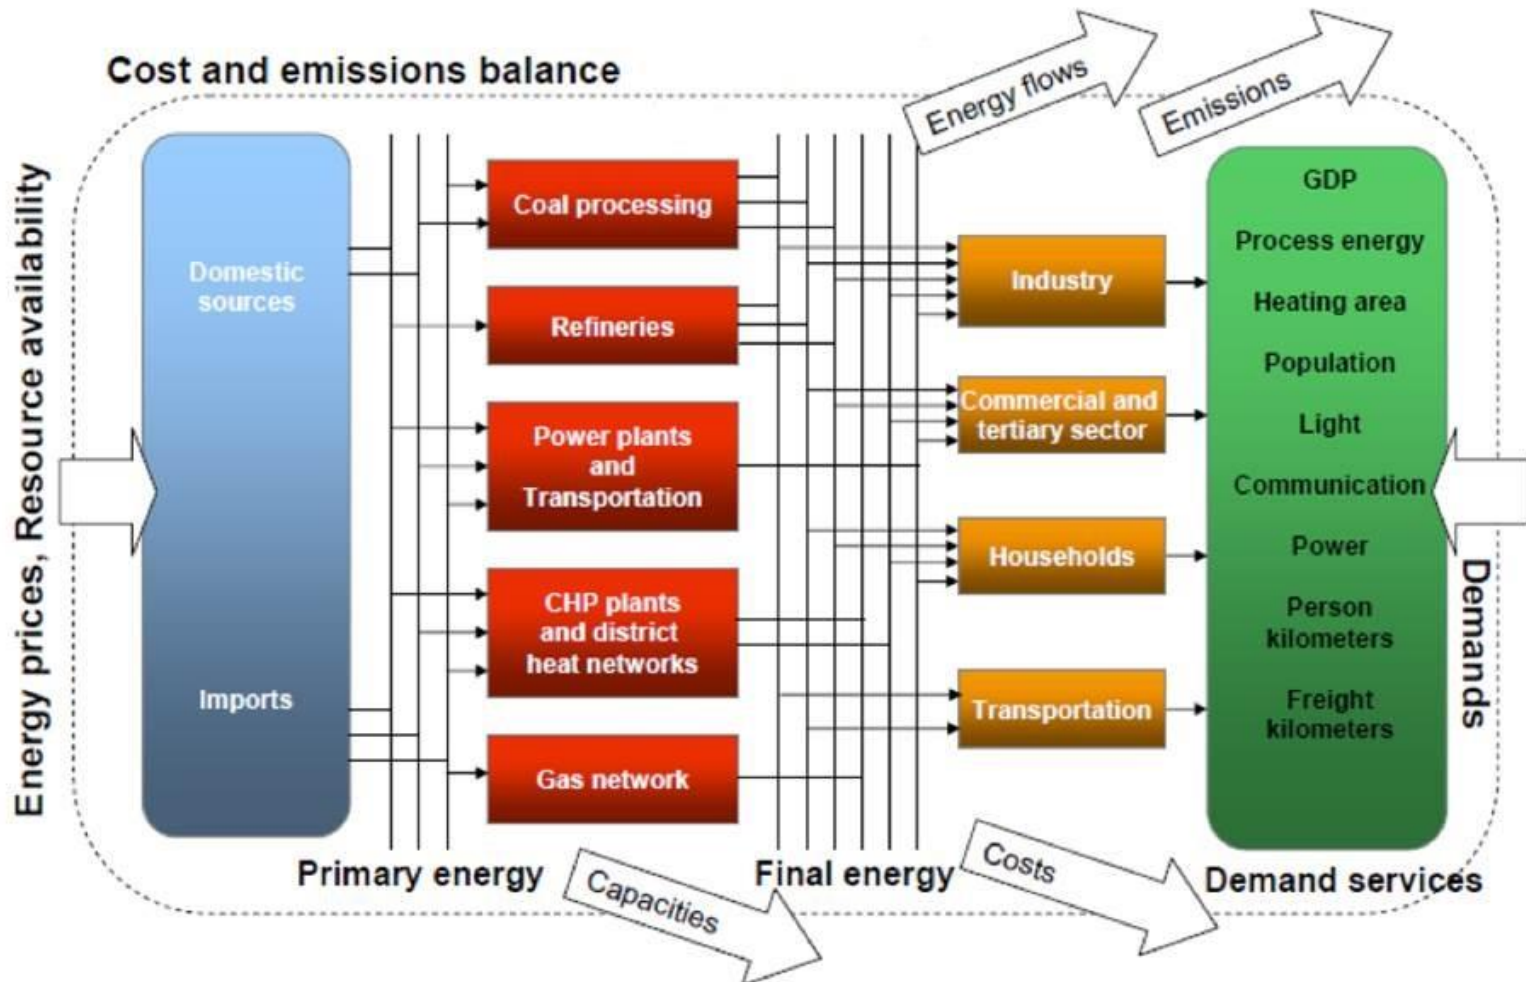 Cost and emissions balance
Energy flows
Emissions
Energy prices, Resource availability
Domestic
sources
Imports
Primary energy
Coal processing
Refineries
Power plants
and
Transportation
CHP plants
and district
heat networks
Gas network
Capacities
Final energy
Industry
Commercial and
tertiary sector
Households
Transportation
Costs
GDP
Process energy
Heating area
Population
Light
Communication
Power
Person
kilometers
Freight
kilometers
Demand services
Demands